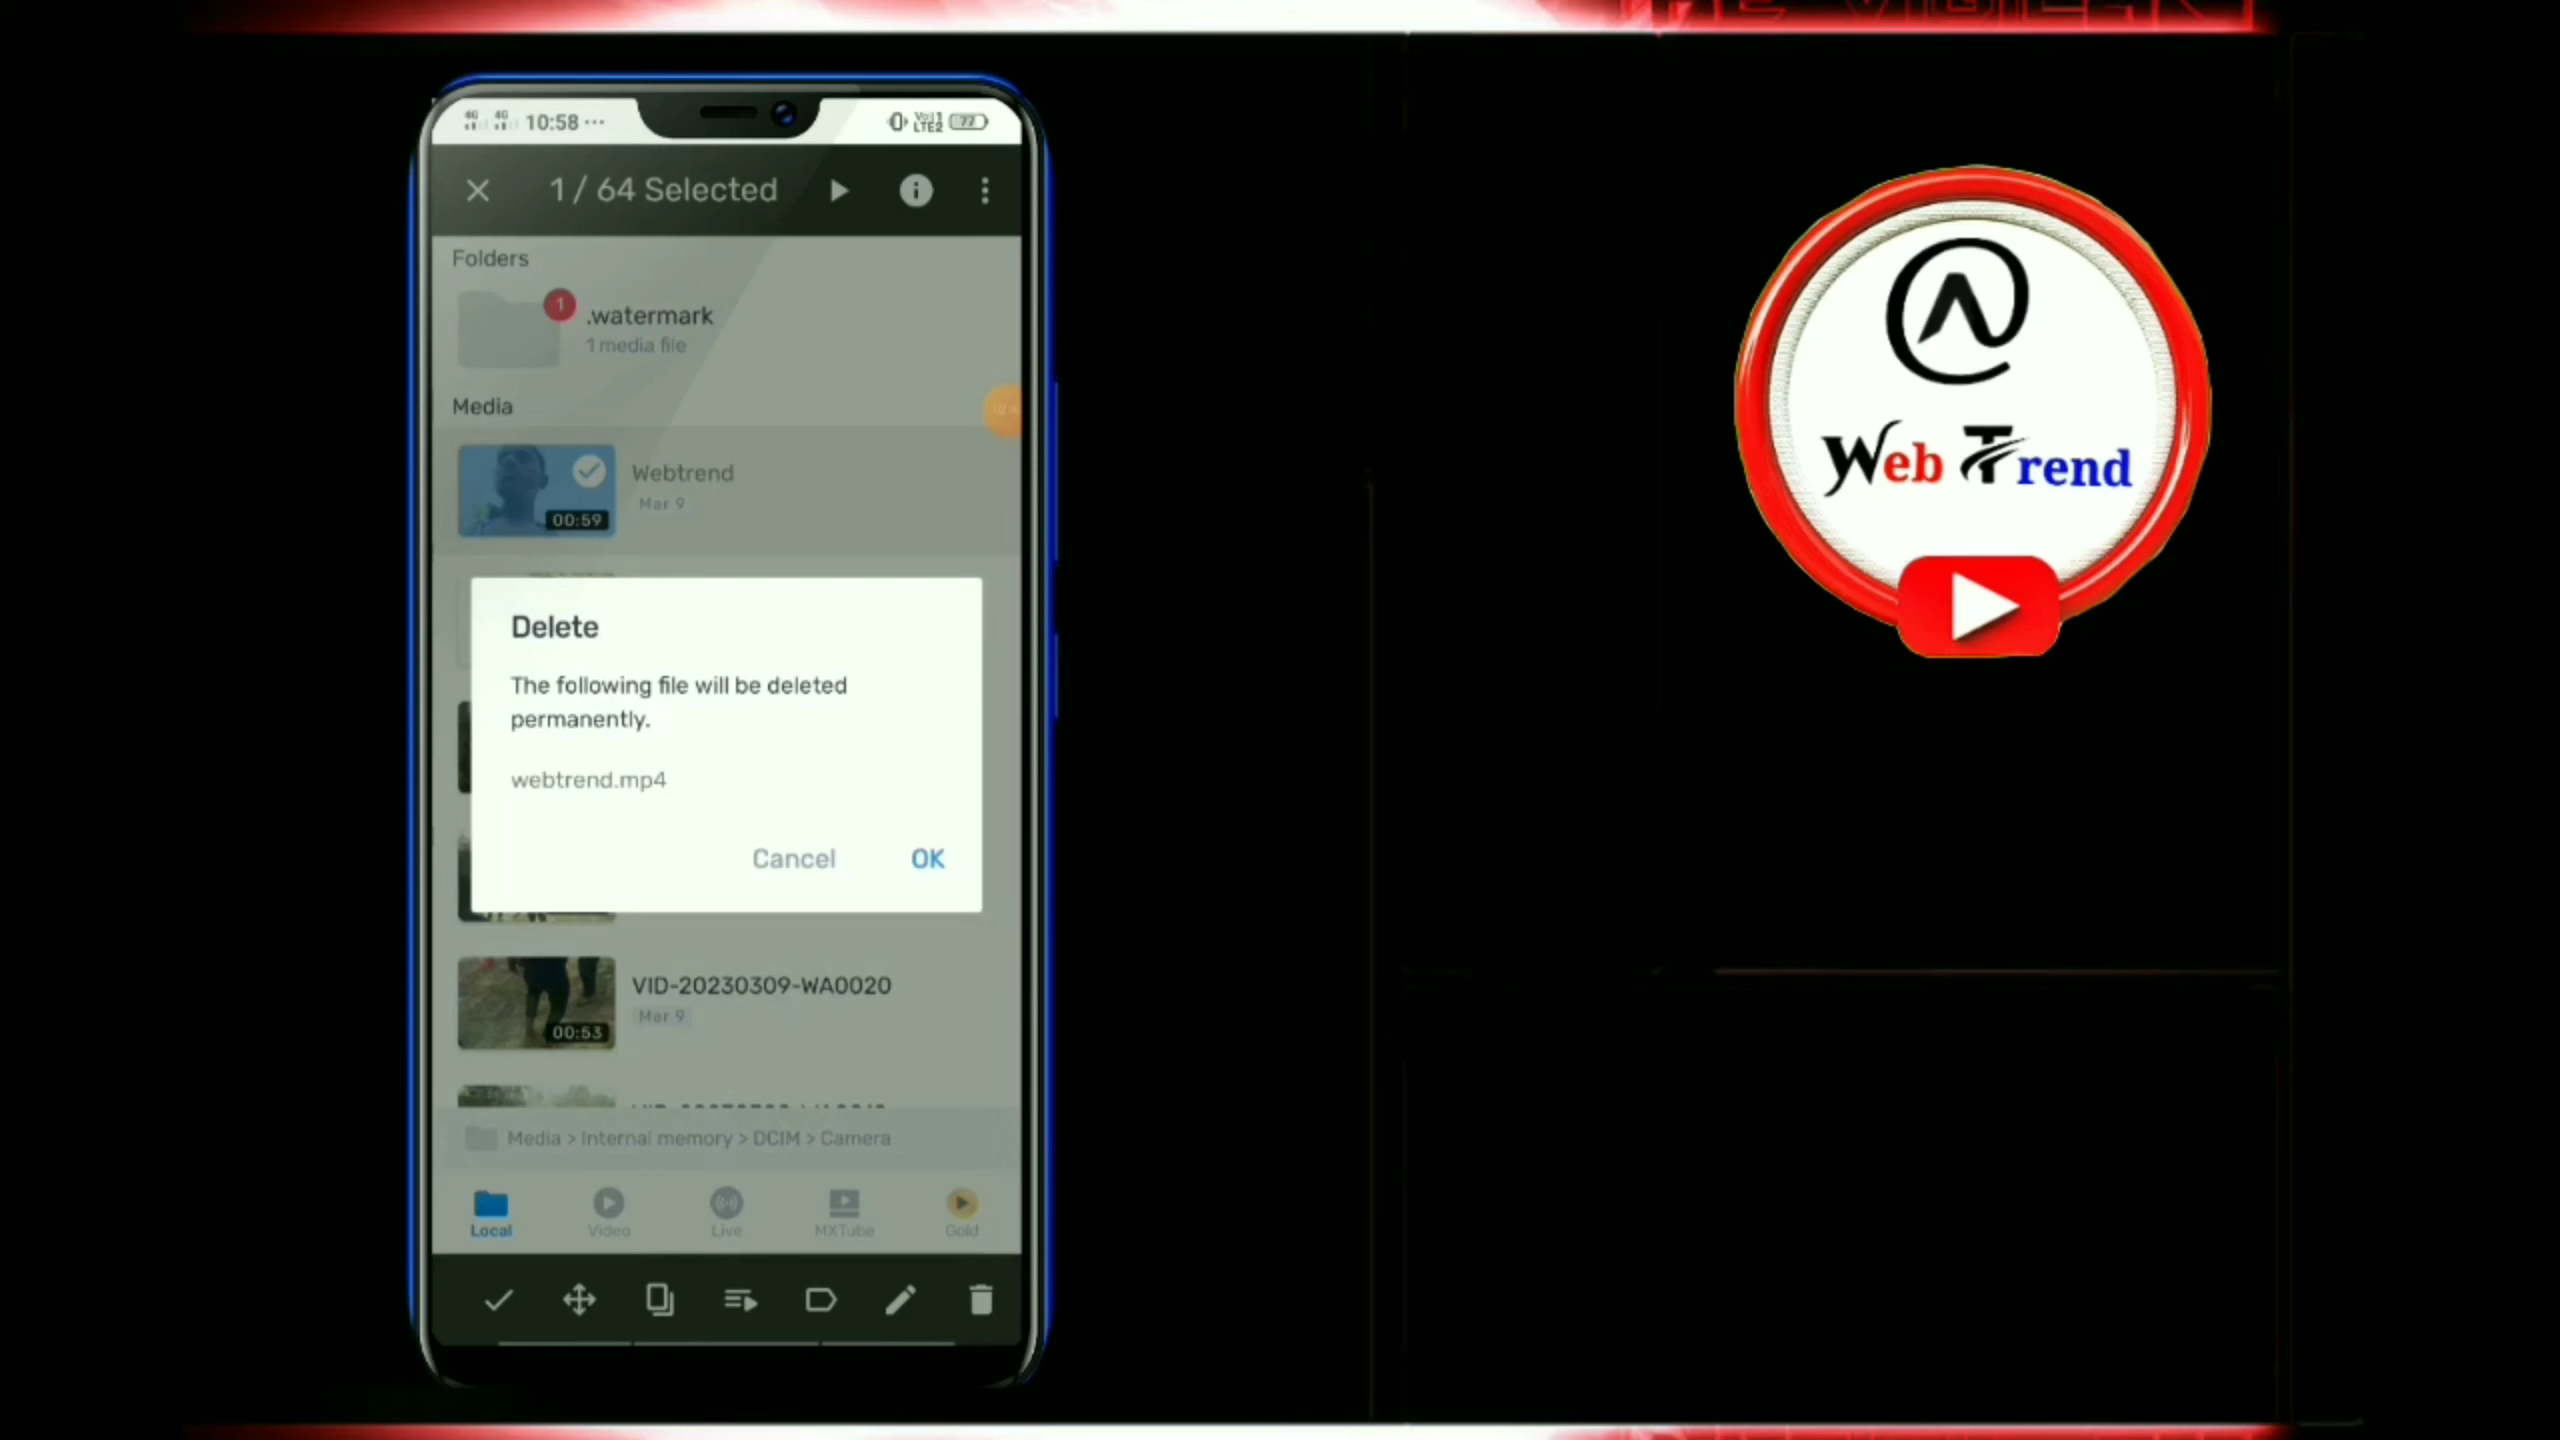 10:58 ...
77
1 / 64 Selected
Folders
1
.watermark
1 media file
Media
Webtrend
Mar 9
00:59
Delete
The following file will be deleted
permanently.
webtrend.mp4
Cancel
OK
VID-20230309-WA0020
Mar 9
00:53
Media > Internal memory > DCIM > Camera
Local
Video
Live
MXTube
Gold
Web Trend